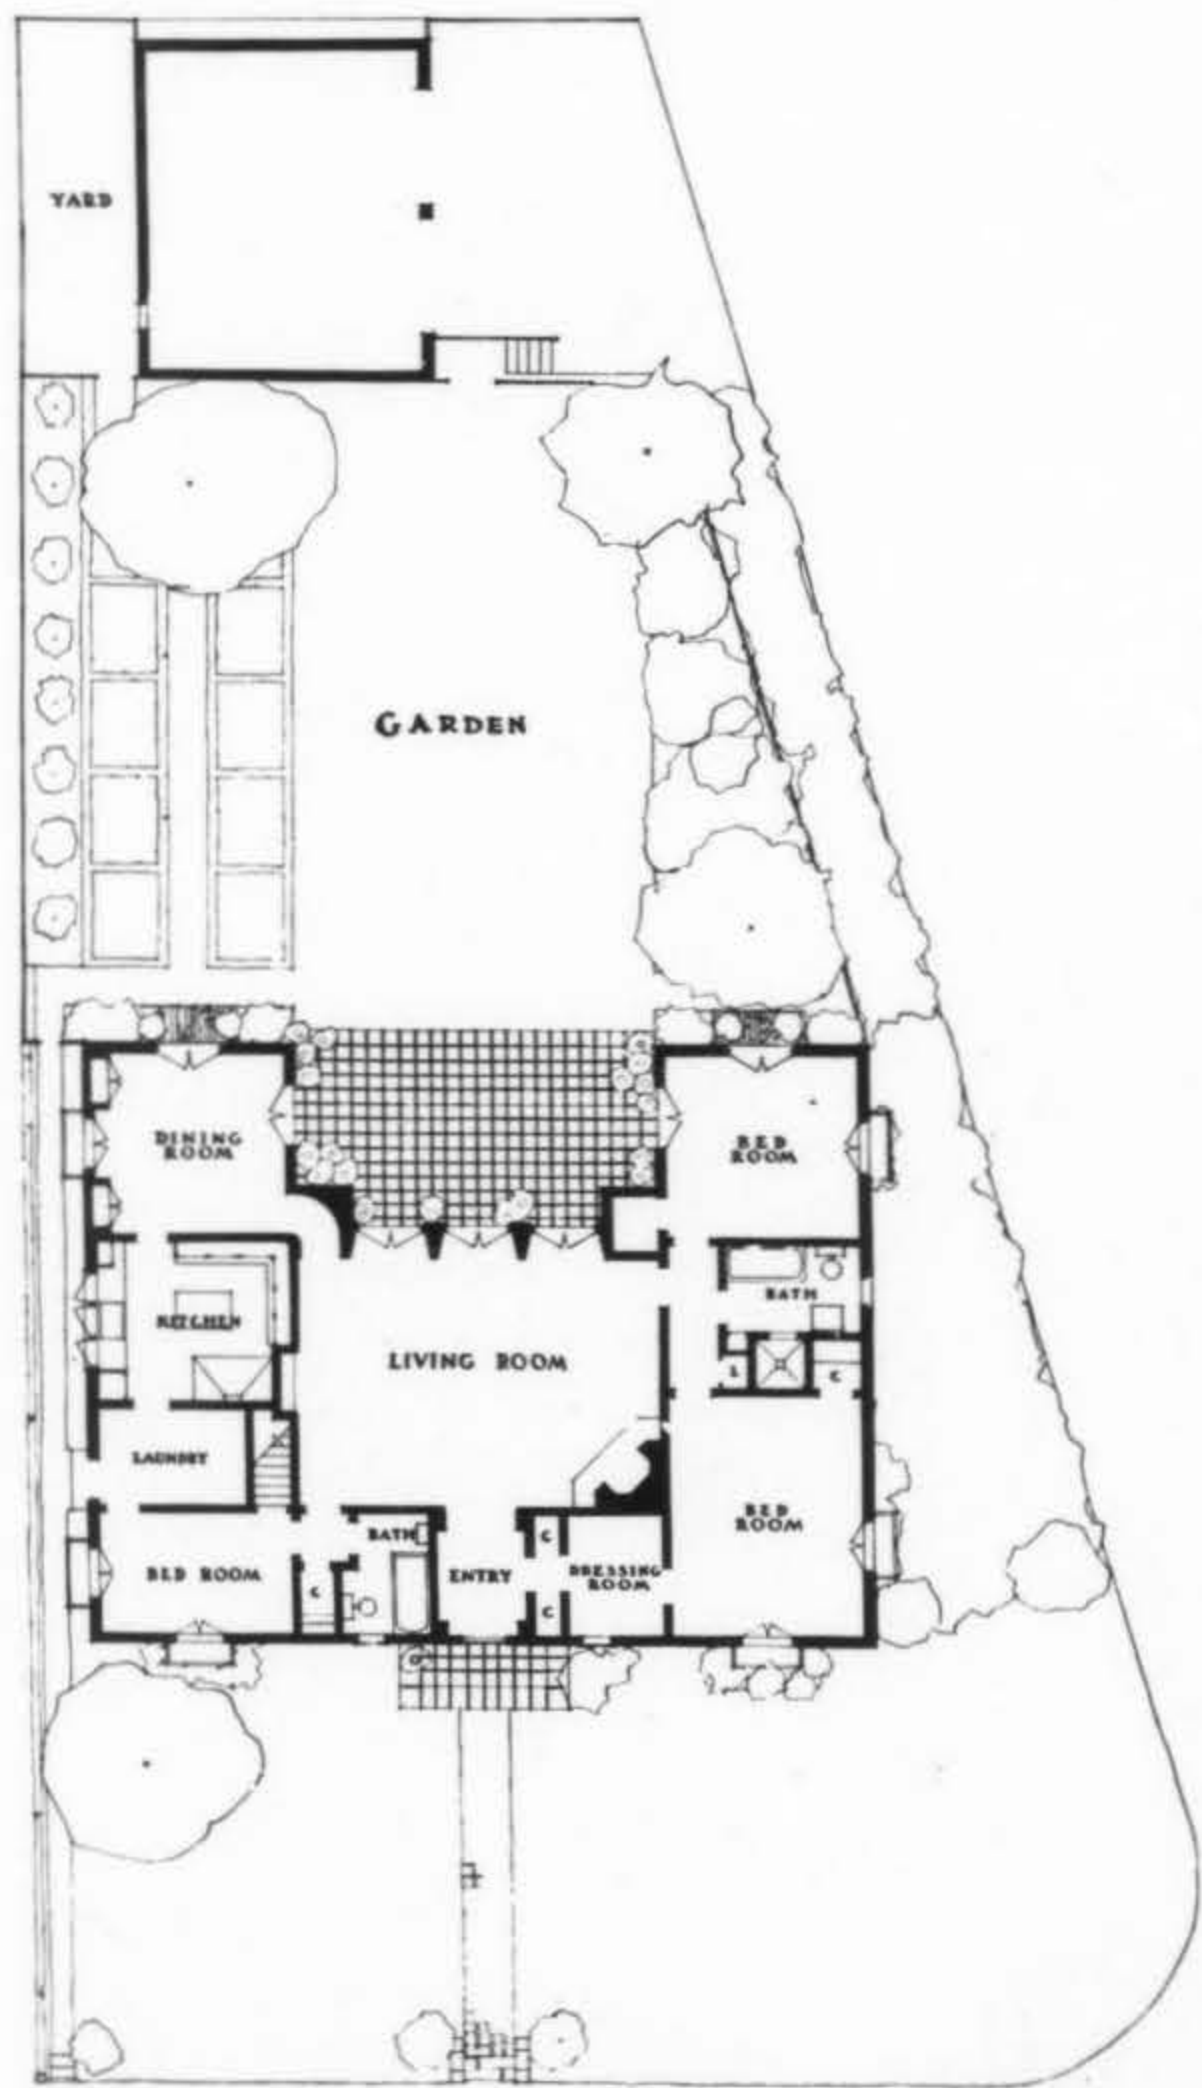 YARD
GARDEN
DINING
ROOM
BED
ROOM
KITCHEN
BATH
LIVING ROOM
L
C
LAUNDRY
BED
ROOM
BED ROOM
BATH
C
ENTRY
C
DRESSING
ROOM
C